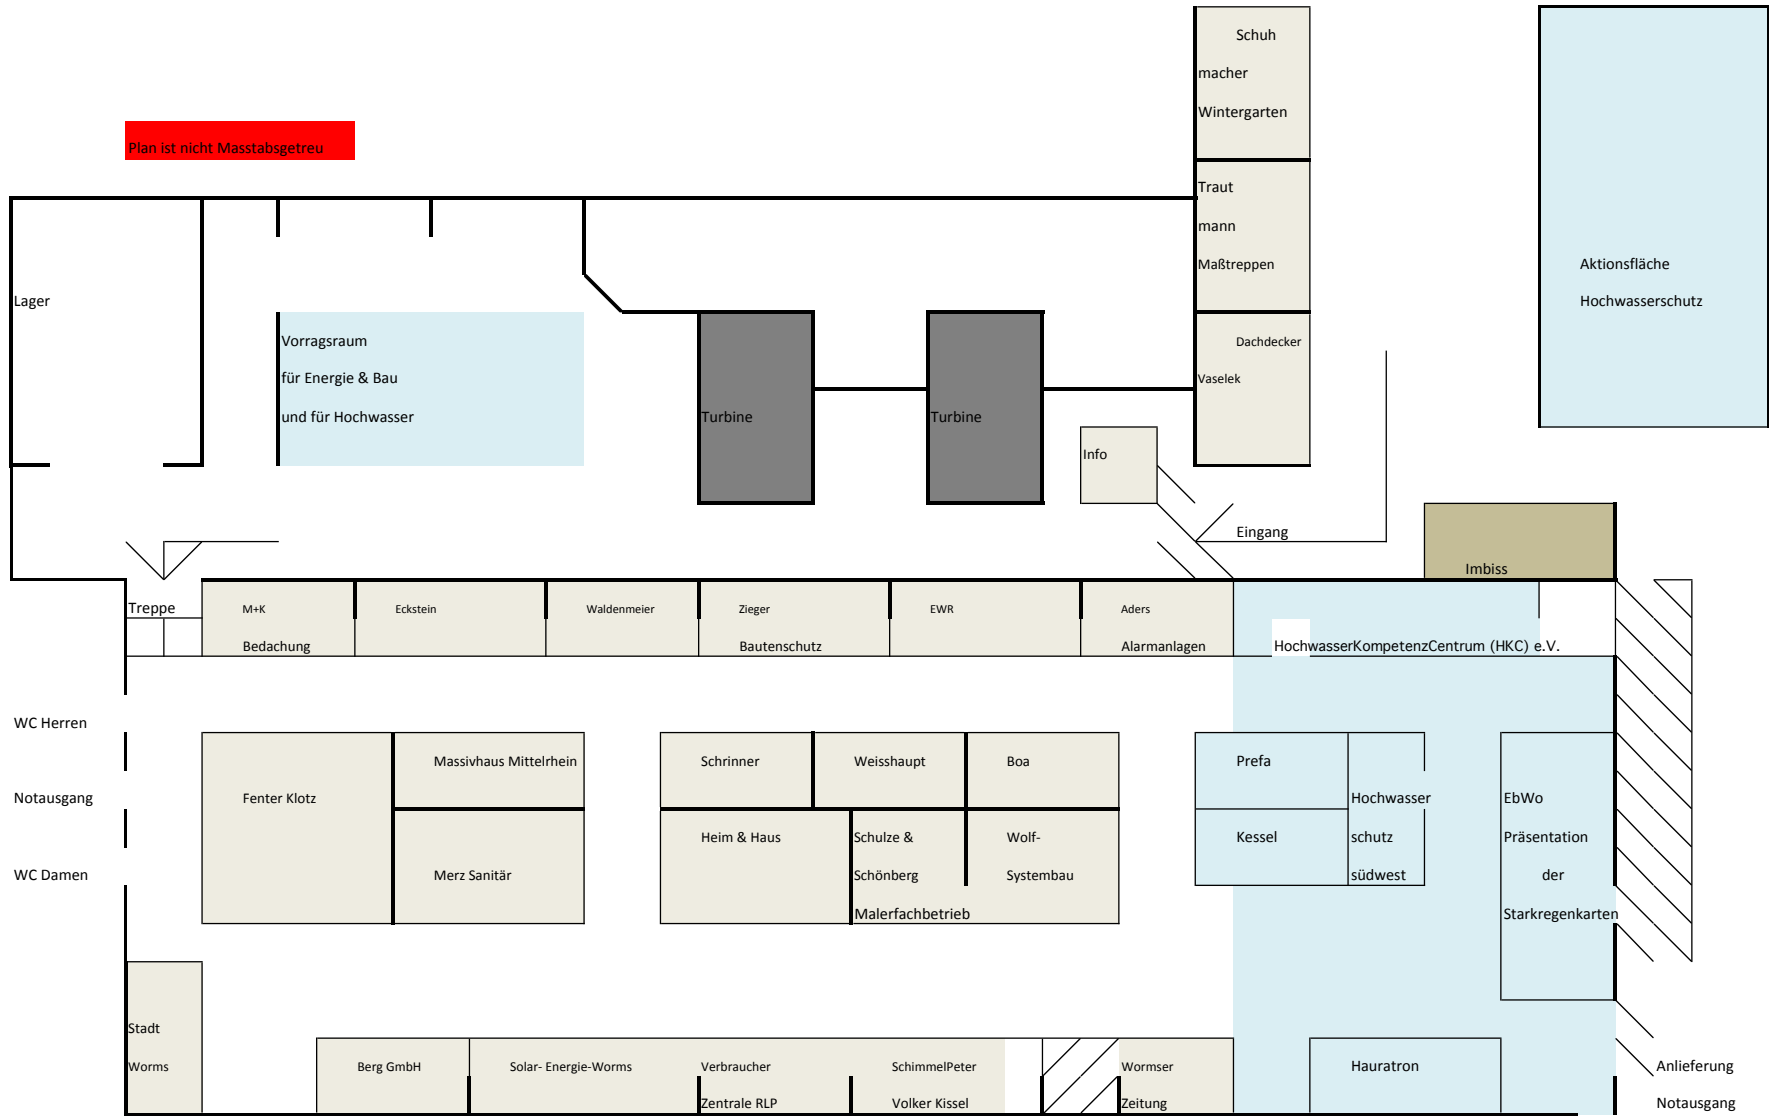 Schuh
macher
Wintergarten
Plan ist nicht Masstabsgetreu
Traut
mann
Maßtreppen
Aktionsfläche
Hochwasserschutz
Lager
Vorragsraum
für Energie & Bau
und für Hochwasser
Dachdecker
Vaselek
Turbine
Turbine
Info
Eingang
Imbiss
Treppe
M+K
Bedachung
Eckstein
Waldenmeier
Zieger
Bautenschutz
EWR
Aders
Alarmanlagen
HochwasserKompetenzCentrum (HKC) e.V.
WC Herren
Notausgang
WC Damen
Fenter Klotz
Massivhaus Mittelrhein
Merz Sanitär
Schrinner
Weisshaupt
Boa
Heim & Haus
Schulze &
Schönberg
Malerfachbetrieb
Wolf-
Systembau
Prefa
Kessel
Hochwasser
schutz
südwest
EbWo
Präsentation
der
Starkregenkarten
Stadt
Worms
Berg GmbH
Solar- Energie-Worms
Verbraucher
Zentrale RLP
SchimmelPeter
Volker Kissel
Wormser
Zeitung
Hauratron
Anlieferung
Notausgang